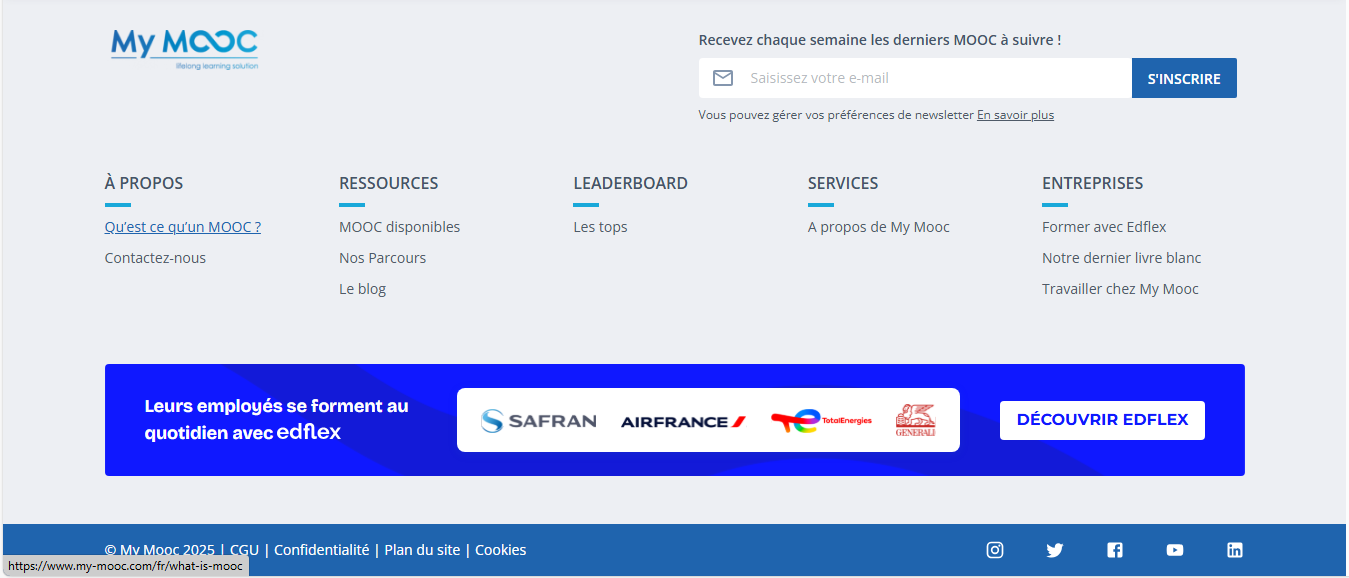 My MOOC
lifelong learning solution
Recevez chaque semaine les derniers MOOC à suivre !
Saisissez votre e-mail
S'INSCRIRE
Vous pouvez gérer vos préférences de newsletter En savoir plus
À PROPOS
Qu’est ce qu’un MOOC ?
Contactez-nous
RESSOURCES
MOOC disponibles
Nos Parcours
Le blog
LEADERBOARD
Les tops
SERVICES
A propos de My Mooc
ENTREPRISES
Former avec Edflex
Notre dernier livre blanc
Travailler chez My Mooc
Leurs employés se forment au
quotidien avec edflex
SAFRAN
AIRFRANCE
TotalEnergies
GENERALI
DÉCOUVRIR EDFLEX
© My Mooc 2025 | CGU | Confidentialité | Plan du site | Cookies
https://www.my-mooc.com/fr/what-is-mooc